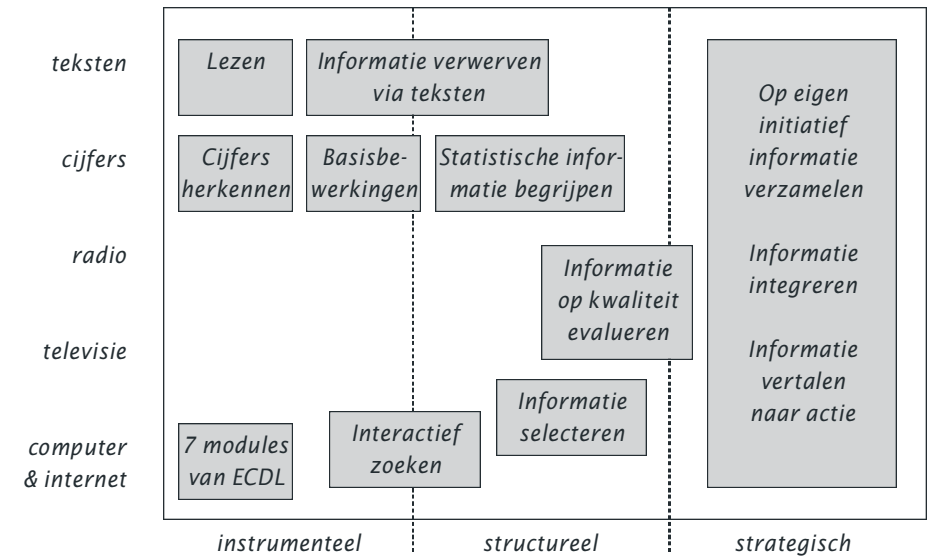 teksten
Lezen
Informatie verwerven
via teksten
cijfers
Cijfers
herkennen
Basisbe-
werkingen
Statistische infor-
matie begrijpen
radio
Informatie
op kwaliteit
evalueren
televisie
Informatie
selecteren
computer
& internet
7 modules
van ECDL
Interactief
zoeken
Op eigen
initiatief
informatie
verzamelen
Informatie
integreren
Informatie
vertalen
naar actie
instrumenteel
structureel
strategisch